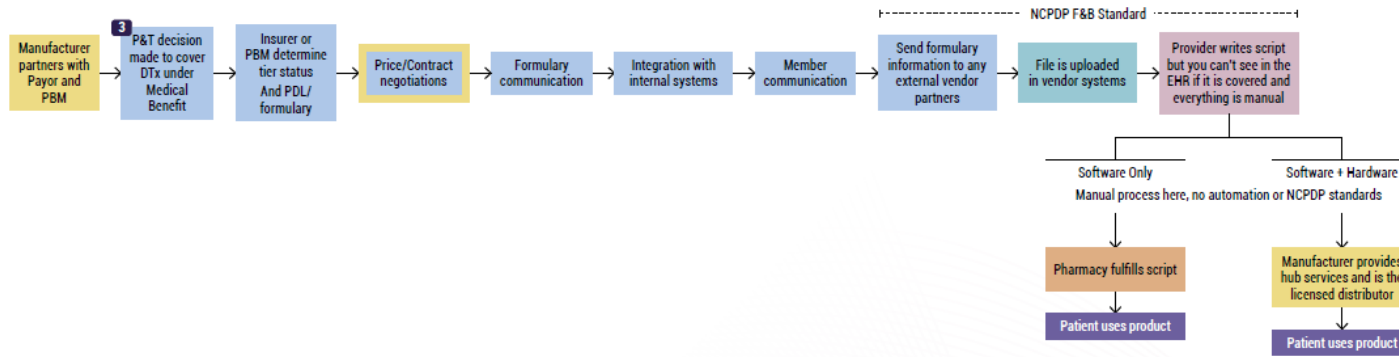 NCPDP F&B Standard
Manufacturer
partners with
Payor and
PBM
3
P&T decision
made to cover
DTx under
Medical
Benefit
Insurer or
PBM determine
tier status
And PDL/
formulary
Price/Contract
negotiations
Formulary
communication
Integration with
internal systems
Member
communication
Send formulary
information to any
external vendor
partners
File is uploaded
in vendor systems
Provider writes script
but you can't see in the
EHR if it is covered and
everything is manual
Software Only
Software + Hardware
Manual process here, no automation or NCPDP standards
Pharmacy fulfills script
Patient uses product
Manufacturer provides
hub services and is the
licensed distributor
Patient uses product